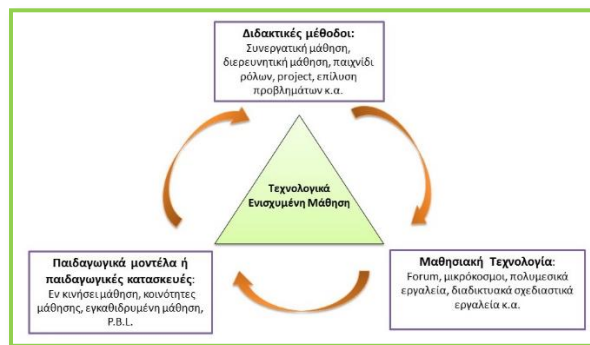 Διδακτικές μέθοδοι:
Συνεργατική μάθηση,
διερευνητική μάθηση, παιχνίδι
ρόλων, project, επίλυση
προβλημάτων κ.α.
Τεχνολογικά
Ενισχυμένη Μάθηση
Παιδαγωγικά μοντέλα ή
παιδαγωγικές κατασκευές:
Εν κινήσει μάθηση, κοινότητες
μάθησης, εγκαθιδρυμένη μάθηση,
P.B.L.
Μαθησιακή Τεχνολογία:
Forum, μικρόκοσμοι, πολυμεσικά
εργαλεία, διαδικτυακά σχεδιαστικά
εργαλεία κ.α.